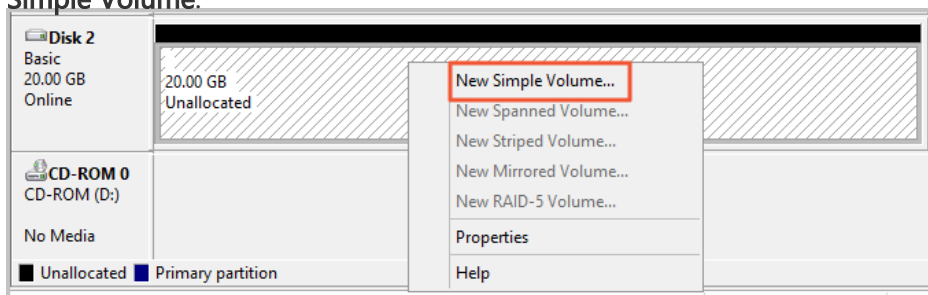 Simple Volume.
Disk 2
Basic
20.00 GB
Online
20.00 GB
Unallocated
New Simple Volume...
New Spanned Volume...
New Striped Volume...
New Mirrored Volume...
New RAID-5 Volume...
Properties
Help
CD-ROM 0
CD-ROM (D:)
No Media
Unallocated
Primary partition